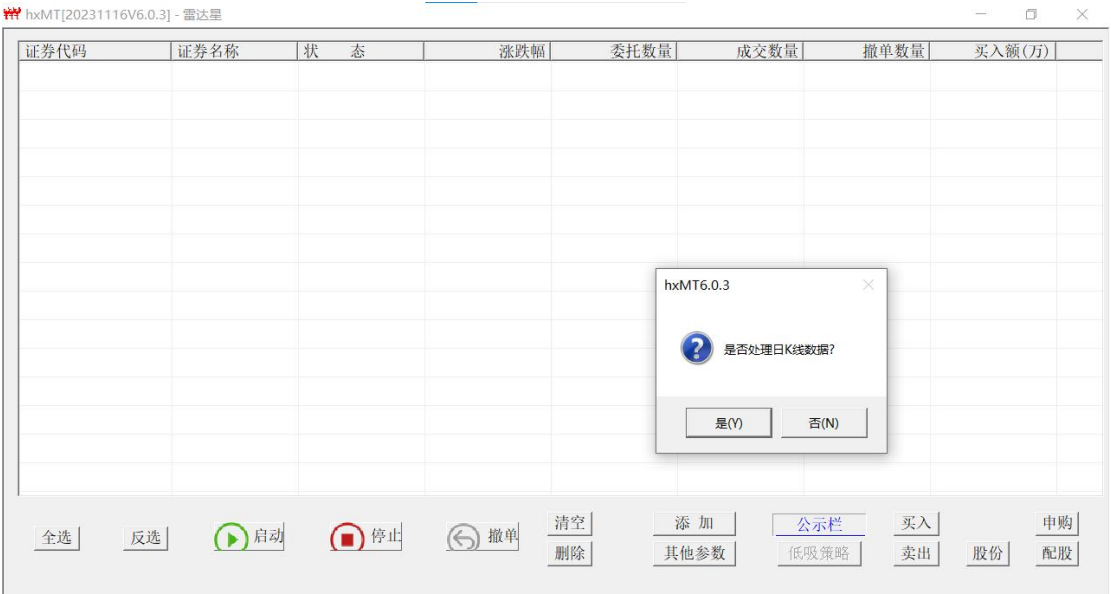 hxMT[20231116V6.0.3] - 雷达星
证券代码 证券名称 状 态 涨跌幅 委托数量 成交数量 撤单数量 买入额(万)
hxMT6.0.3
是否处理日K线数据?
是(Y) 否(N)
全选 反选 启动 停止 撤单 清空 添 加 公示栏 买入 申购
删除 其他参数 低吸策略 卖出 股份 配股